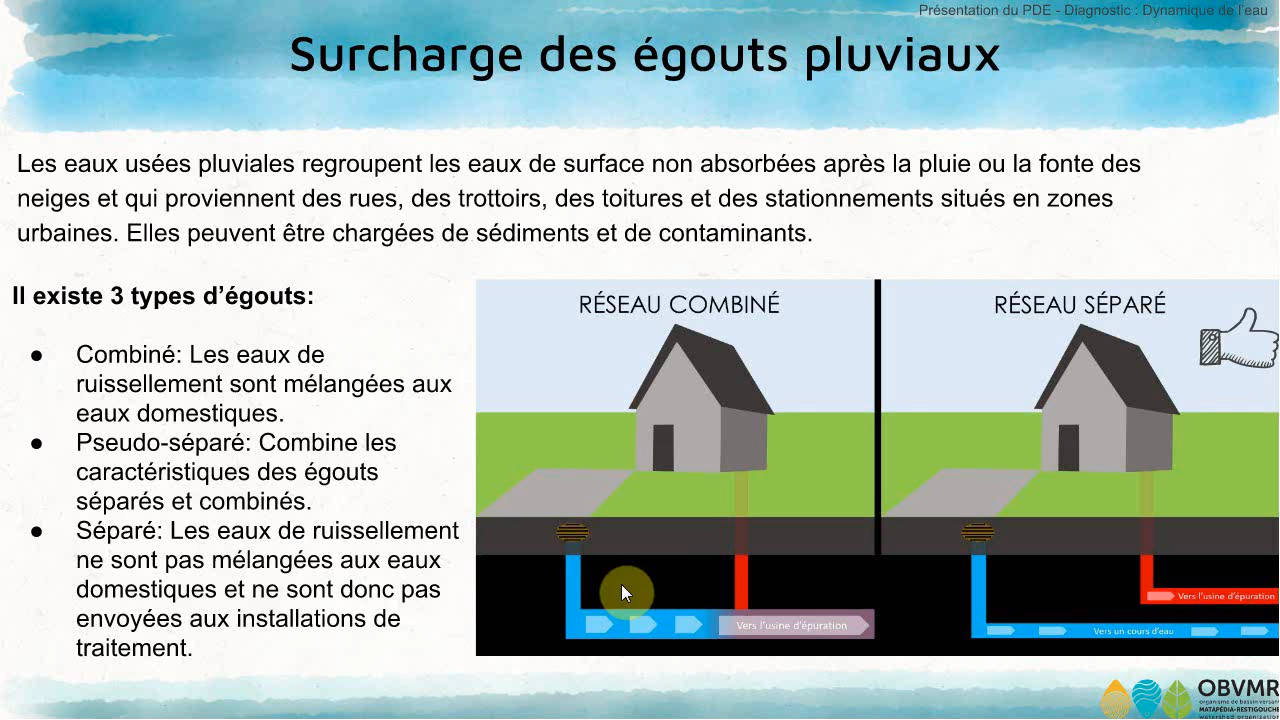 Présentation du PDE - Diagnostic : Dynamique de l'eau
Surcharge des égouts pluviaux
Les eaux usées pluviales regroupent les eaux de surface non absorbées après la pluie ou la fonte des
neiges et qui proviennent des rues, des trottoirs, des toitures et des stationnements situés en zones
urbaines. Elles peuvent être chargées de sédiments et de contaminants.
Il existe 3 types d'égouts:
● Combiné: Les eaux de
ruissellement sont mélangées aux
eaux domestiques.
● Pseudo-séparé: Combine les
caractéristiques des égouts
séparés et combinés.
● Séparé: Les eaux de ruissellement
ne sont pas mélangées aux eaux
domestiques et ne sont donc pas
envoyées aux installations de
traitement.
RÉSEAU COMBINÉ
Vers l'usine d'épuration
RÉSEAU SÉPARÉ
Vers l'usine d'épuration
Vers un cours d'eau
OBVMR
organisme de bassin versant
MATAPÉDIA-RESTIGOUCHE
watershed organization